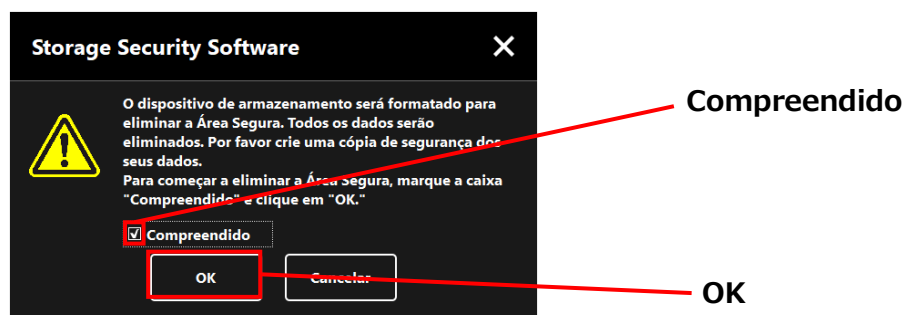 Storage Security Software
O dispositivo de armazenamento será formatado para
eliminar a Área Segura. Todos os dados serão
eliminados. Por favor crie uma cópia de segurança dos
seus dados.
Para começar a eliminar a Área Segura, marque a caixa
"Compreendido" e clique em "OK."
Compreendido
OK
Cancelar
Compreendido
OK